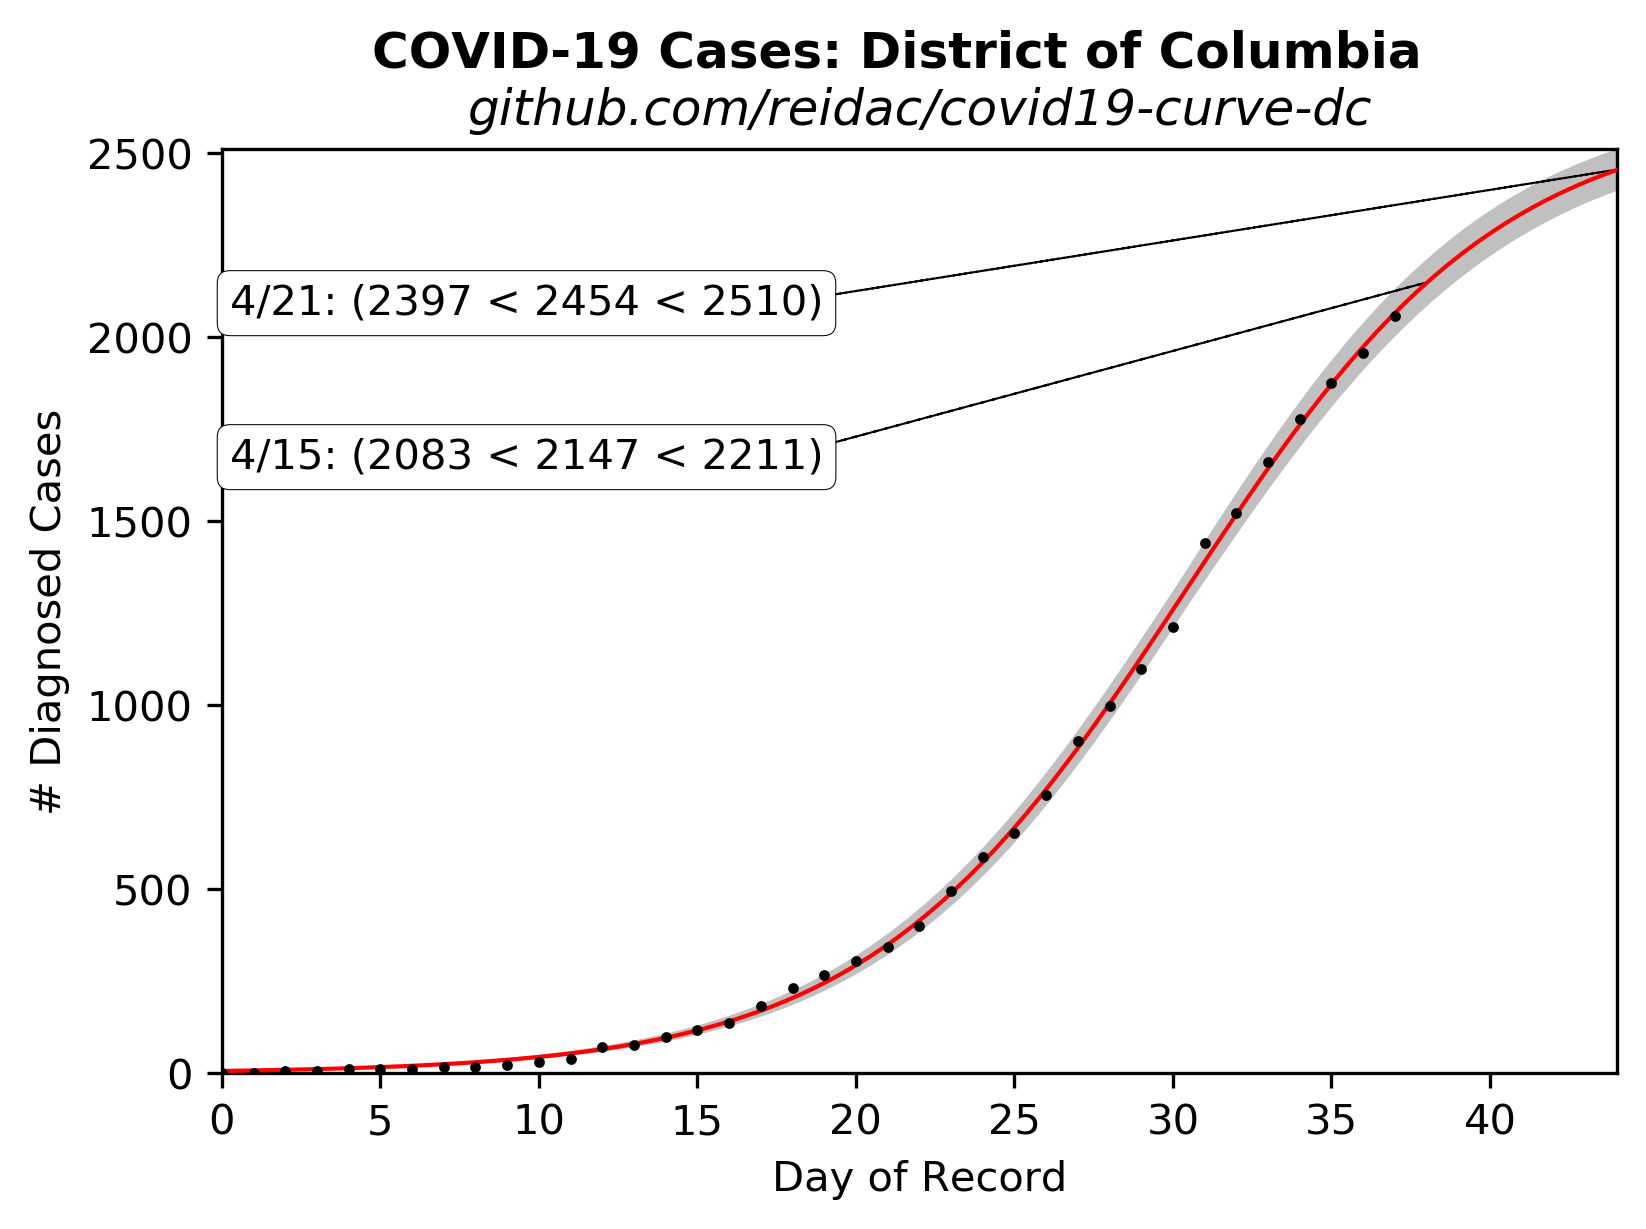 COVID-19 Cases: District of Columbia
github.com/reidac/covid19-curve-dc
2500
2000
1500
1000
500
0
# Diagnosed Cases
4/21: (2397 < 2454 < 2510)
4/15: (2083 < 2147 < 2211)
0 5 10 15 20 25 30 35 40
Day of Record